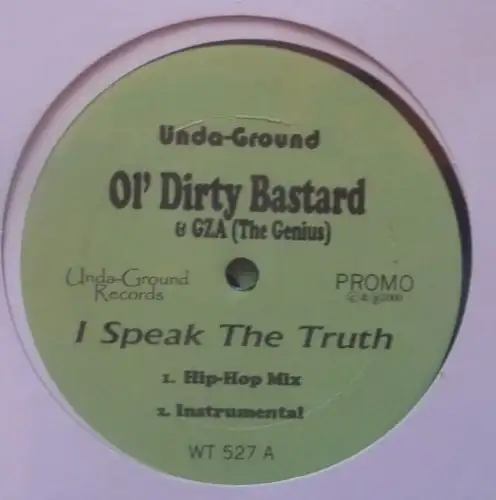 Unda-Ground
Ol' Dirty Bastard
& GZA (The Genius)
Unda-Ground
Records
PROMO
(c) & (p)2000
I Speak The Truth
1. Hip-Hop Mix
2. Instrumental
WT 527 A